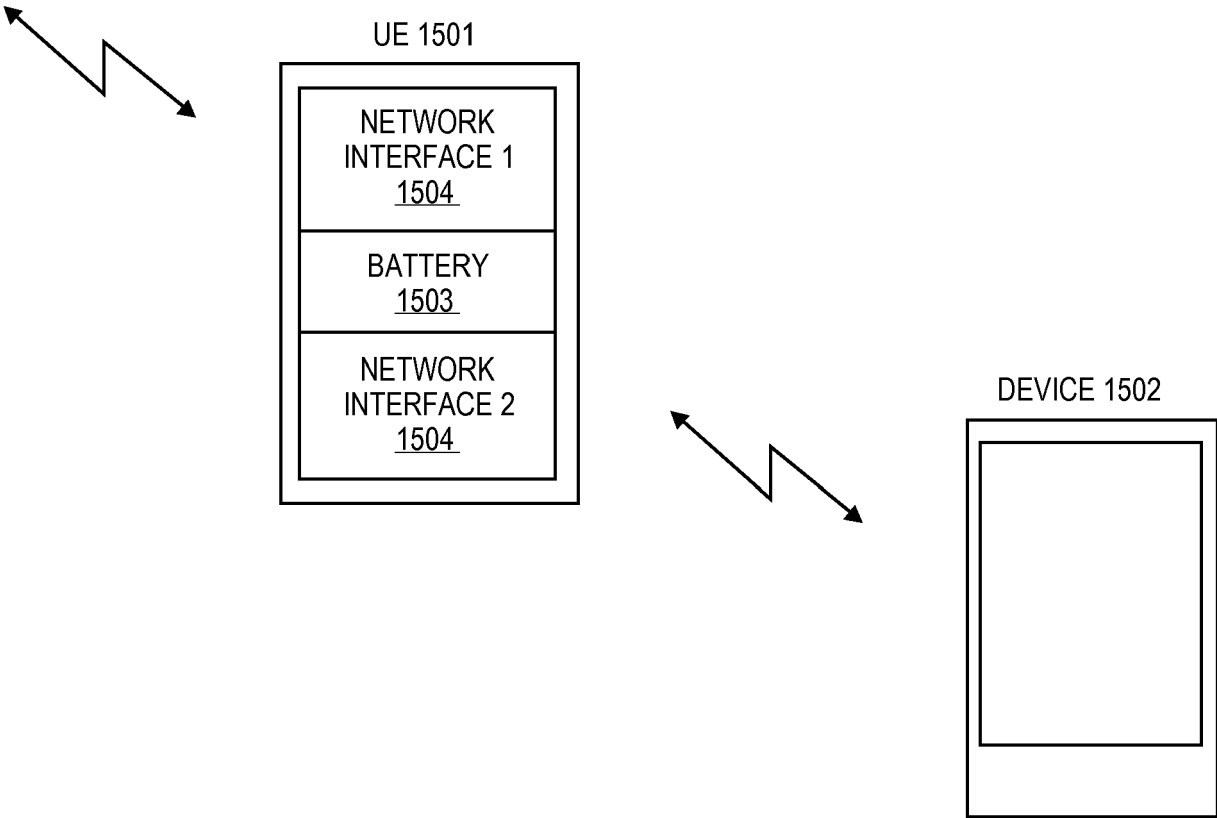 UE 1501
NETWORK
INTERFACE 1
1504
BATTERY
1503
NETWORK
INTERFACE 2
1504
DEVICE 1502